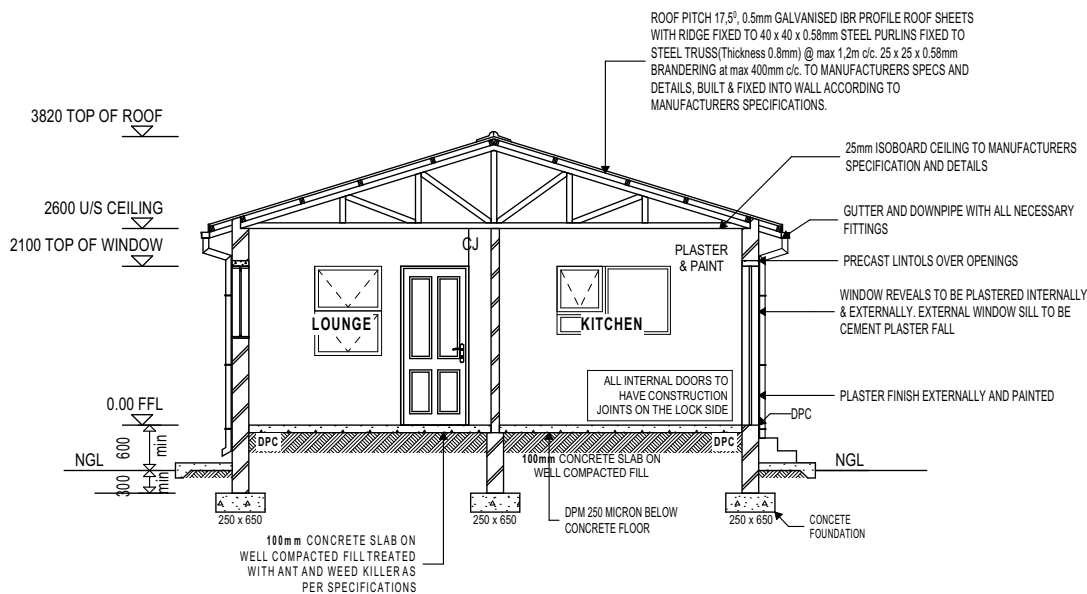 ROOF PITCH 17,5⁰, 0.5mm GALVANISED IBR PROFILE ROOF SHEETS
WITH RIDGE FIXED TO 40 x 40 x 0.58mm STEEL PURLINS FIXED TO
STEEL TRUSS(Thickness 0.8mm) @ max 1,2m c/c. 25 x 25 x 0.58mm
BRANDERING at max 400mm c/c. TO MANUFACTURERS SPECS AND
DETAILS, BUILT & FIXED INTO WALL ACCORDING TO
MANUFACTURERS SPECIFICATIONS.
3820 TOP OF ROOF
25mm ISOBOARD CEILING TO MANUFACTURERS
SPECIFICATION AND DETAILS
2600 U/S CEILING
GUTTER AND DOWNPIPE WITH ALL NECESSARY
FITTINGS
2100 TOP OF WINDOW
CJ
PLASTER
& PAINT
PRECAST LINTOLS OVER OPENINGS
WINDOW REVEALS TO BE PLASTERED INTERNALLY
& EXTERNALLY. EXTERNAL WINDOW SILL TO BE
CEMENT PLASTER FALL
LOUNGE
KITCHEN
ALL INTERNAL DOORS TO
HAVE CONSTRUCTION
JOINTS ON THE LOCK SIDE
PLASTER FINISH EXTERNALLY AND PAINTED
0.00 FFL
DPC
DPC
DPC
600
min
NGL
NGL
300
min
100mm CONCRETE SLAB ON
WELL COMPACTED FILL
250 x 650
250 x 650
250 x 650
DPM 250 MICRON BELOW
CONCRETE FLOOR
CONCETE
FOUNDATION
100mm CONCRETE SLAB ON
WELL COMPACTED FILL TREATED
WITH ANT AND WEED KILLER AS
PER SPECIFICATIONS